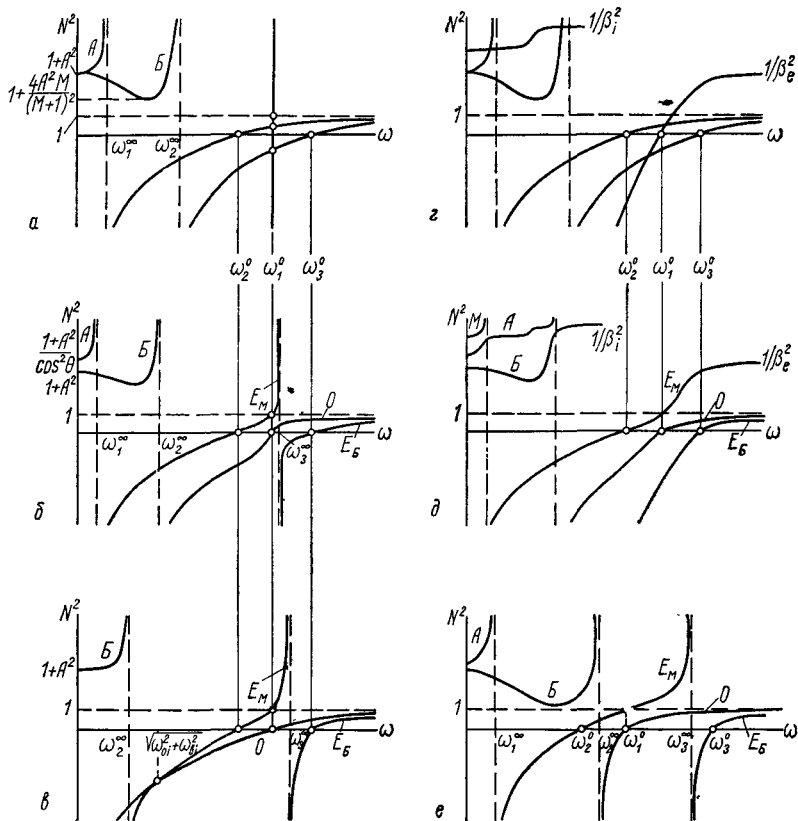 N²
A
Б
1+A²
1+4A²M/(M+1)²
1
ω₁^∞
ω₂^∞
ω
а
N²
1/β_i²
1/β_e²
1
ω
г
ω₂⁰
ω₁⁰
ω₃⁰
ω₂⁰
ω₁⁰
ω₃⁰
N²
1+A²/cos²θ
A
Б
1+A²
E_M
O
1
ω₁^∞
ω₂^∞
ω₃^∞
E_Б
ω
б
N²
M
A
Б
1/β_i²
1/β_e²
E_M
O
1
E_Б
ω
д
N²
Б
1+A²
E_M
1
ω₂^∞
√ω₀ᵢ²+ω_Бᵢ²
O
ω₃^∞
E_Б
ω
в
N²
A
Б
E_M
O
1
ω₁^∞
ω₂⁰
ω₂^∞
ω₁⁰
ω₃^∞
ω₃⁰
E_Б
ω
е